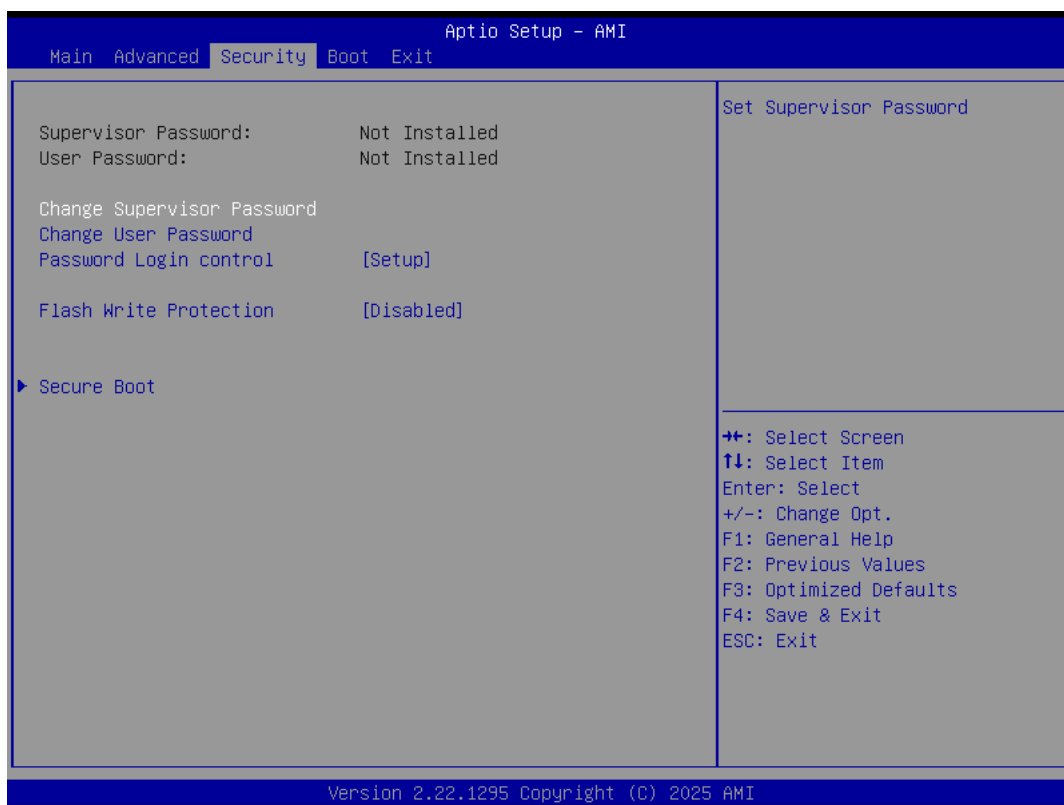 Aptio Setup – AMI
Main Advanced Security Boot Exit
Supervisor Password: Not Installed
User Password: Not Installed
Change Supervisor Password
Change User Password
Password Login control [Setup]
Flash Write Protection [Disabled]
▶ Secure Boot
Set Supervisor Password
→←: Select Screen
↑↓: Select Item
Enter: Select
+/-: Change Opt.
F1: General Help
F2: Previous Values
F3: Optimized Defaults
F4: Save & Exit
ESC: Exit
Version 2.22.1295 Copyright (C) 2025 AMI